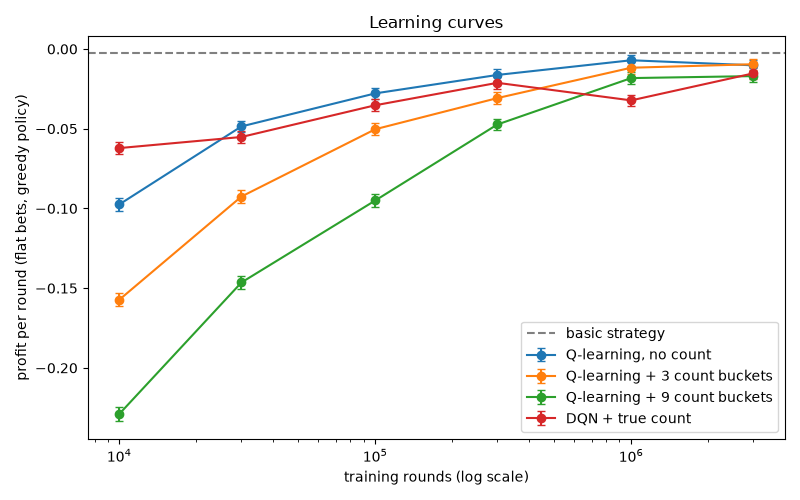 Learning curves
profit per round (flat bets, greedy policy)
0.00
−0.05
−0.10
−0.15
−0.20
basic strategy
Q-learning, no count
Q-learning + 3 count buckets
Q-learning + 9 count buckets
DQN + true count
10⁴
10⁵
10⁶
training rounds (log scale)